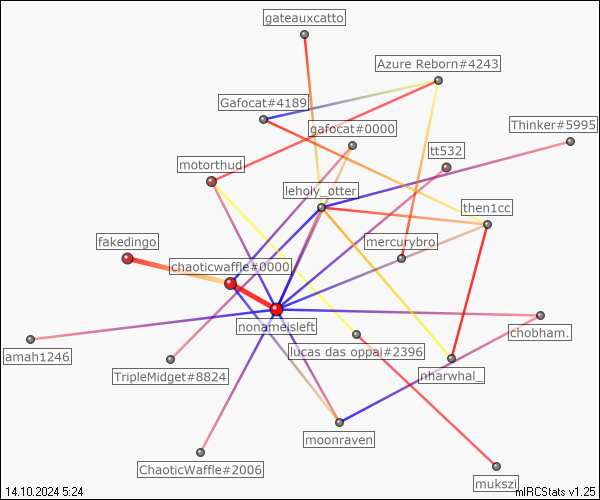 gateauxcatto
Azure Reborn#4243
Gafocat#4189
gafocat#0000
Thinker#5995
tt532
motorthud
leholy_otter
then1cc
mercurybro
fakedingo
chaoticwaffle#0000
nonameisleft
chobham.
lucas das oppai#2396
amah1246
TripleMidget#8824
nharwhal_
moonraven
ChaoticWaffle#2006
mukszi
14.10.2024 5:24
mIRCStats v1.25